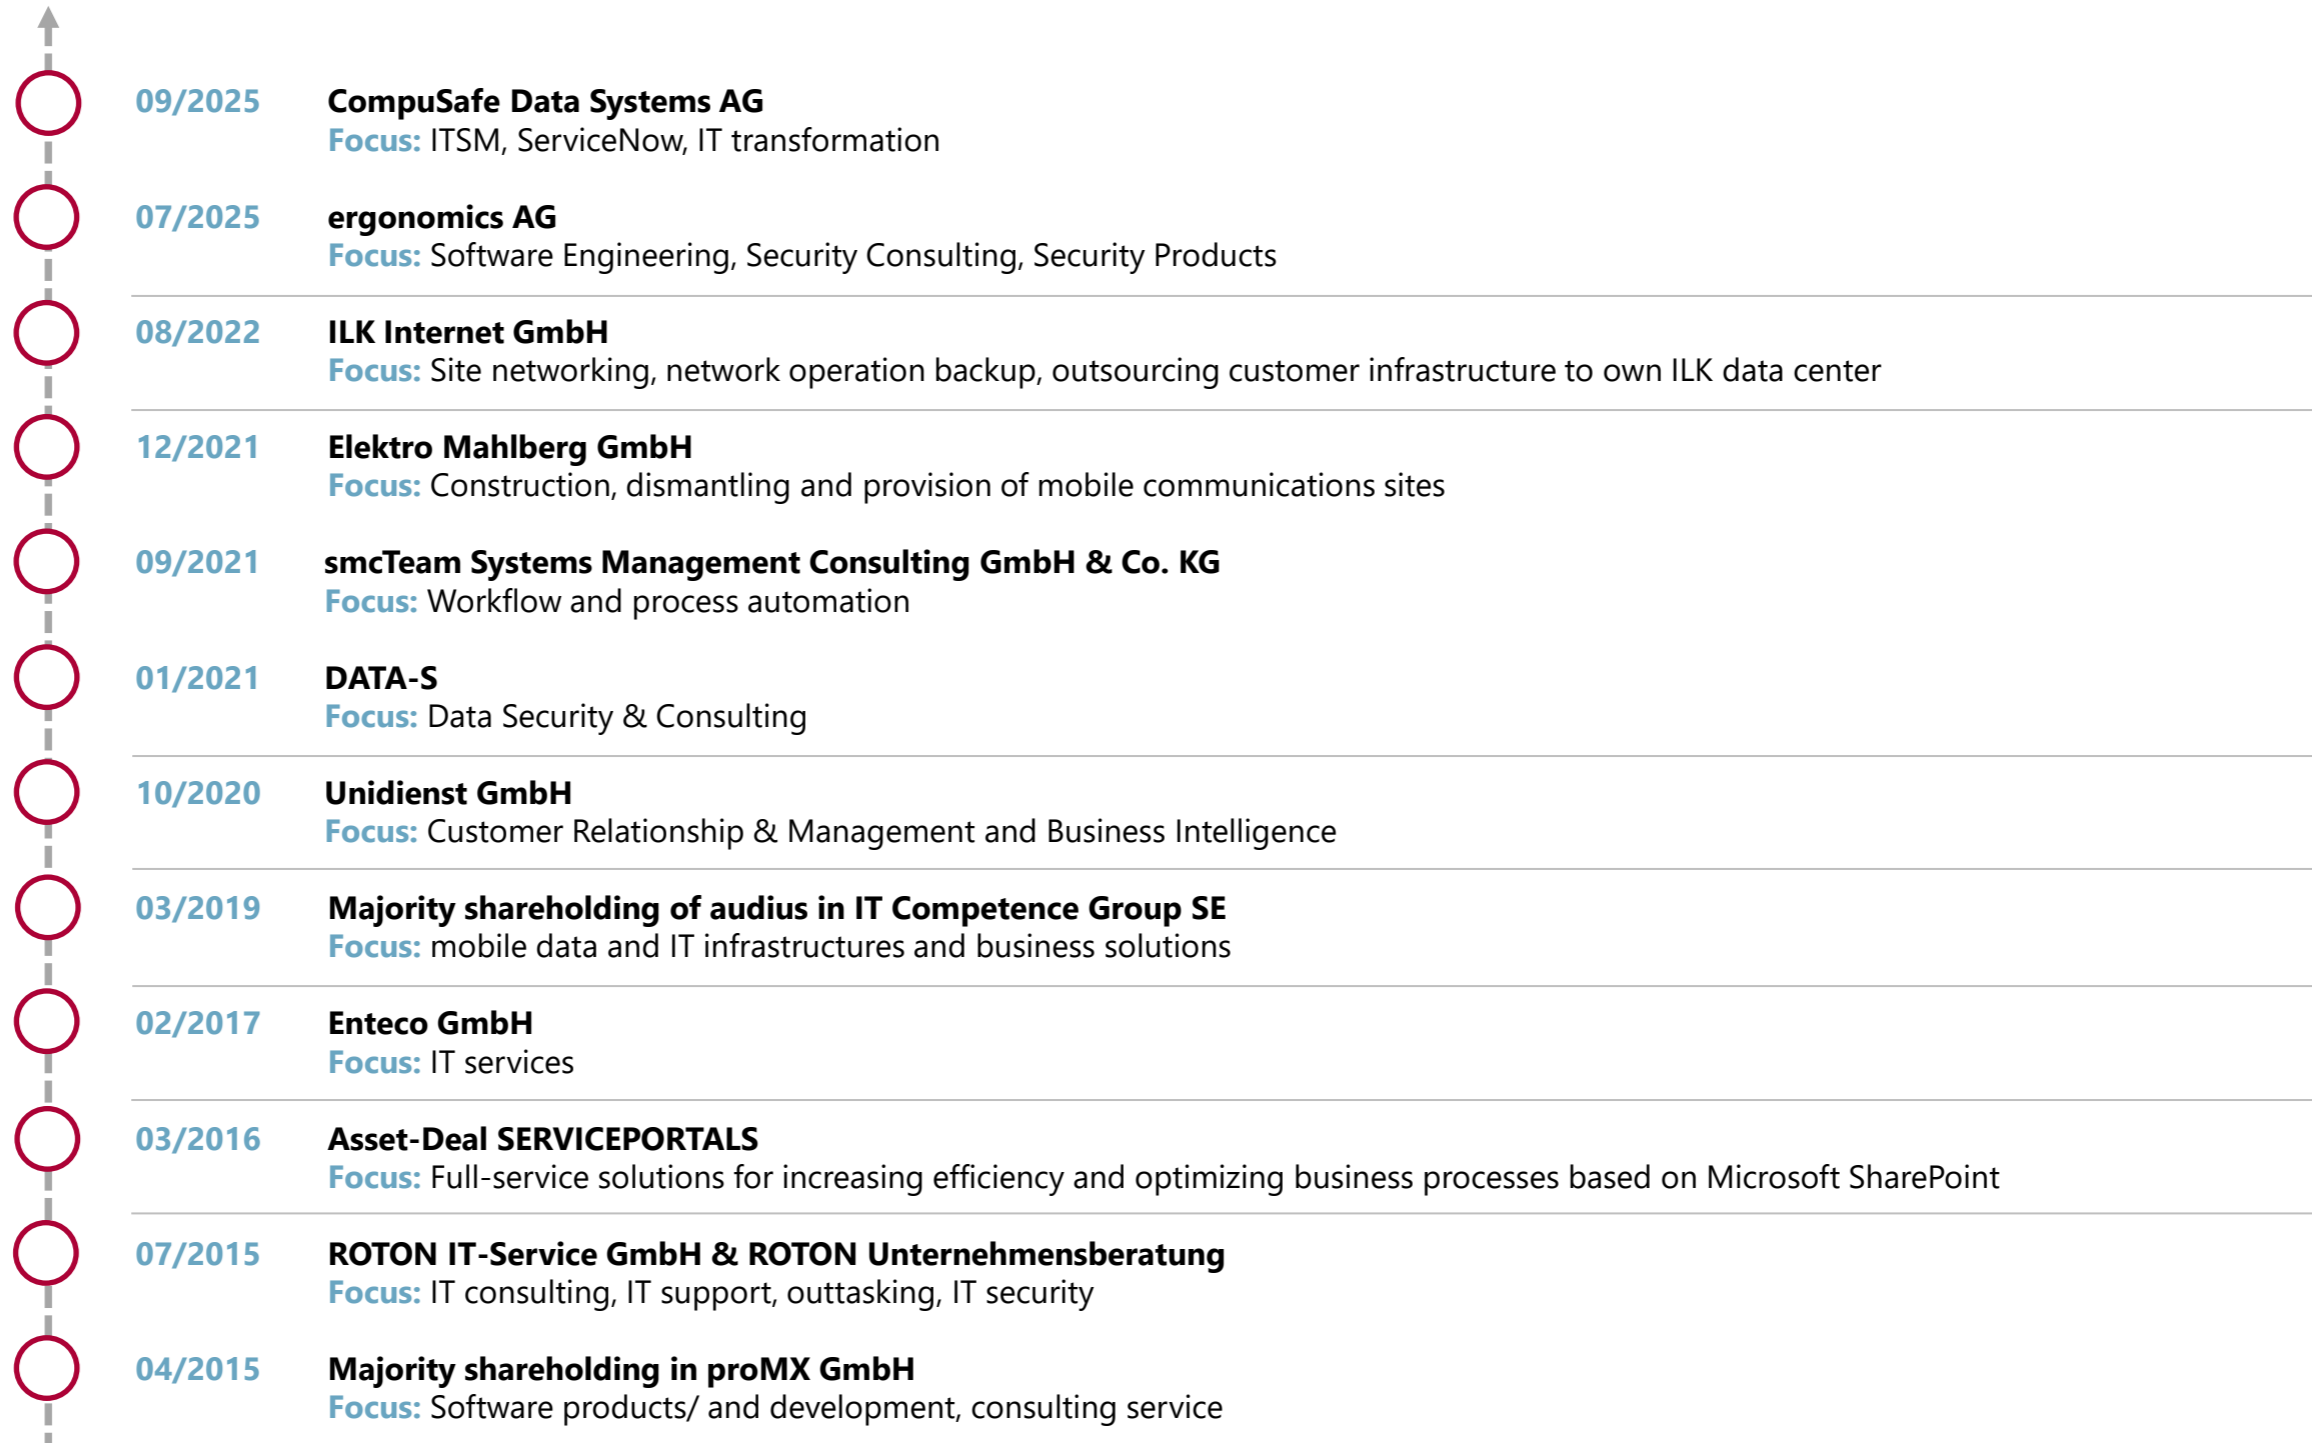 09/2025 CompuSafe Data Systems AG
Focus: ITSM, ServiceNow, IT transformation
07/2025 ergonomics AG
Focus: Software Engineering, Security Consulting, Security Products
08/2022 ILK Internet GmbH
Focus: Site networking, network operation backup, outsourcing customer infrastructure to own ILK data center
12/2021 Elektro Mahlberg GmbH
Focus: Construction, dismantling and provision of mobile communications sites
09/2021 smcTeam Systems Management Consulting GmbH & Co. KG
Focus: Workflow and process automation
01/2021 DATA-S
Focus: Data Security & Consulting
10/2020 Unidienst GmbH
Focus: Customer Relationship & Management and Business Intelligence
03/2019 Majority shareholding of audius in IT Competence Group SE
Focus: mobile data and IT infrastructures and business solutions
02/2017 Enteco GmbH
Focus: IT services
03/2016 Asset-Deal SERVICEPORTALS
Focus: Full-service solutions for increasing efficiency and optimizing business processes based on Microsoft SharePoint
07/2015 ROTON IT-Service GmbH & ROTON Unternehmensberatung
Focus: IT consulting, IT support, outtasking, IT security
04/2015 Majority shareholding in proMX GmbH
Focus: Software products/ and development, consulting service